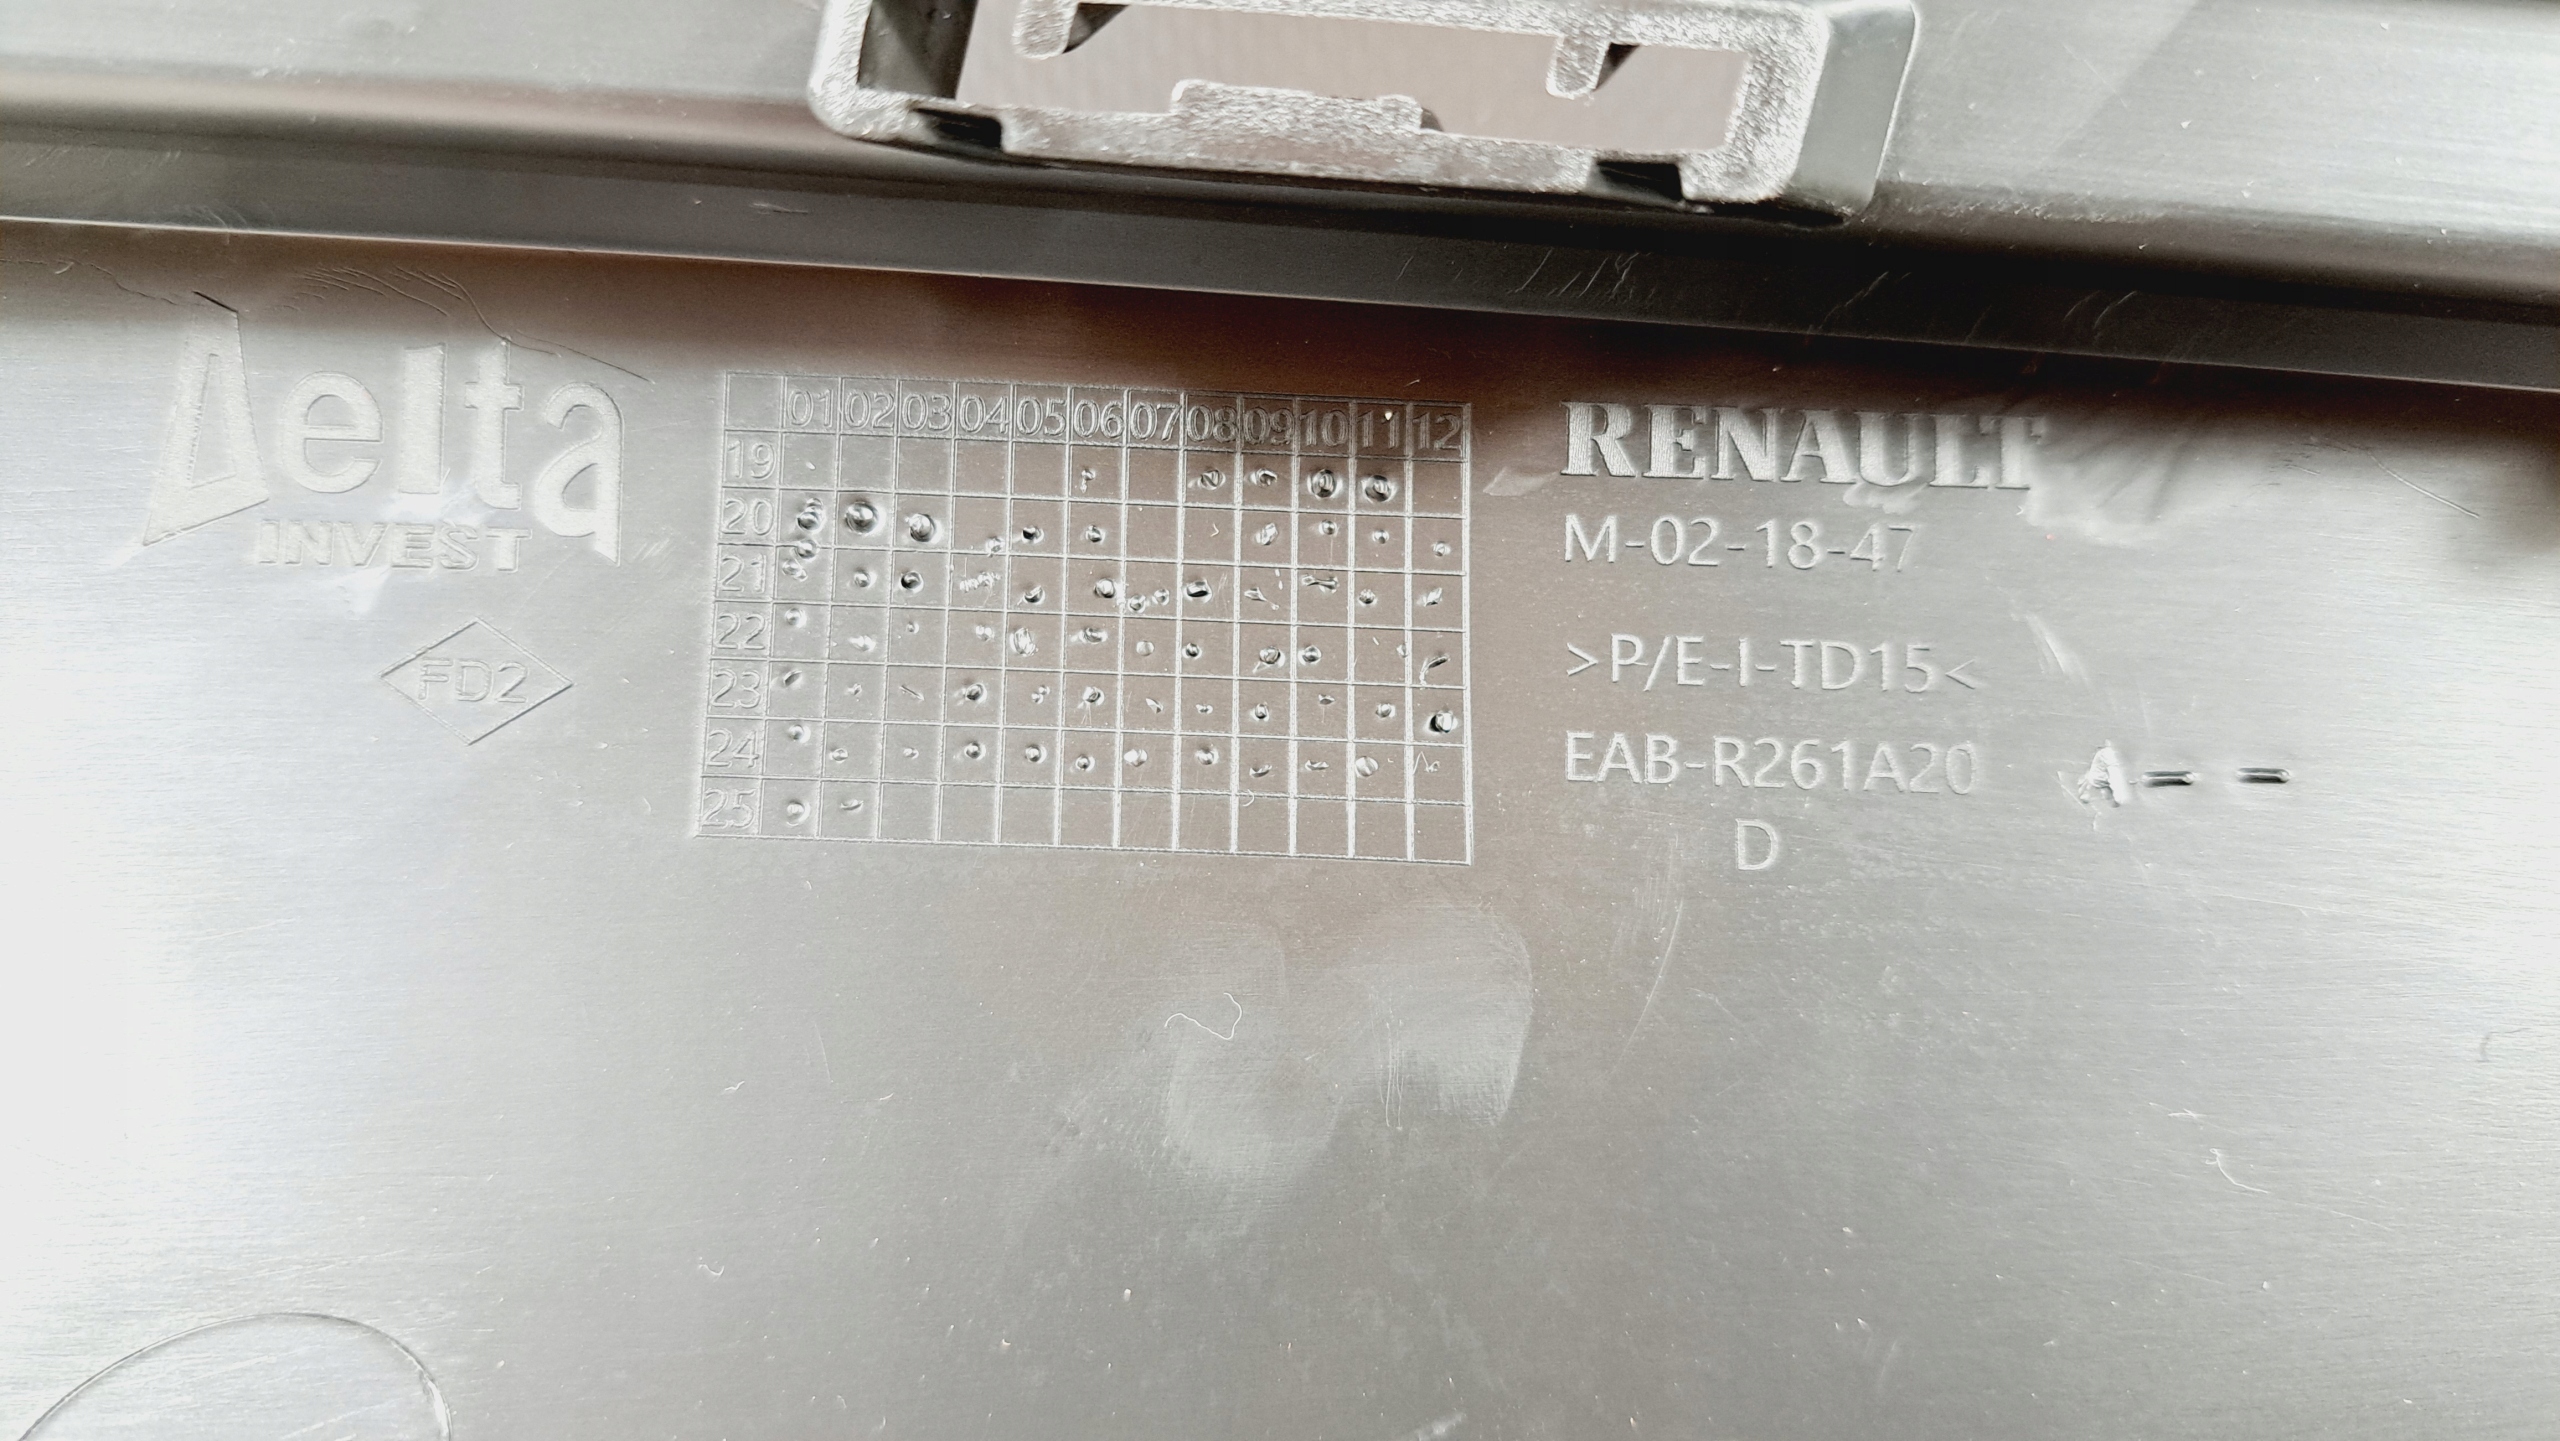 Delta
INVEST
FD2
01 02 03 04 05 06 07 08 09 10 11 12
19
20
21
22
23
24
25
RENAULT
M-02-18-47
>P/E-I-TD15<
EAB-R261A20
D
A--